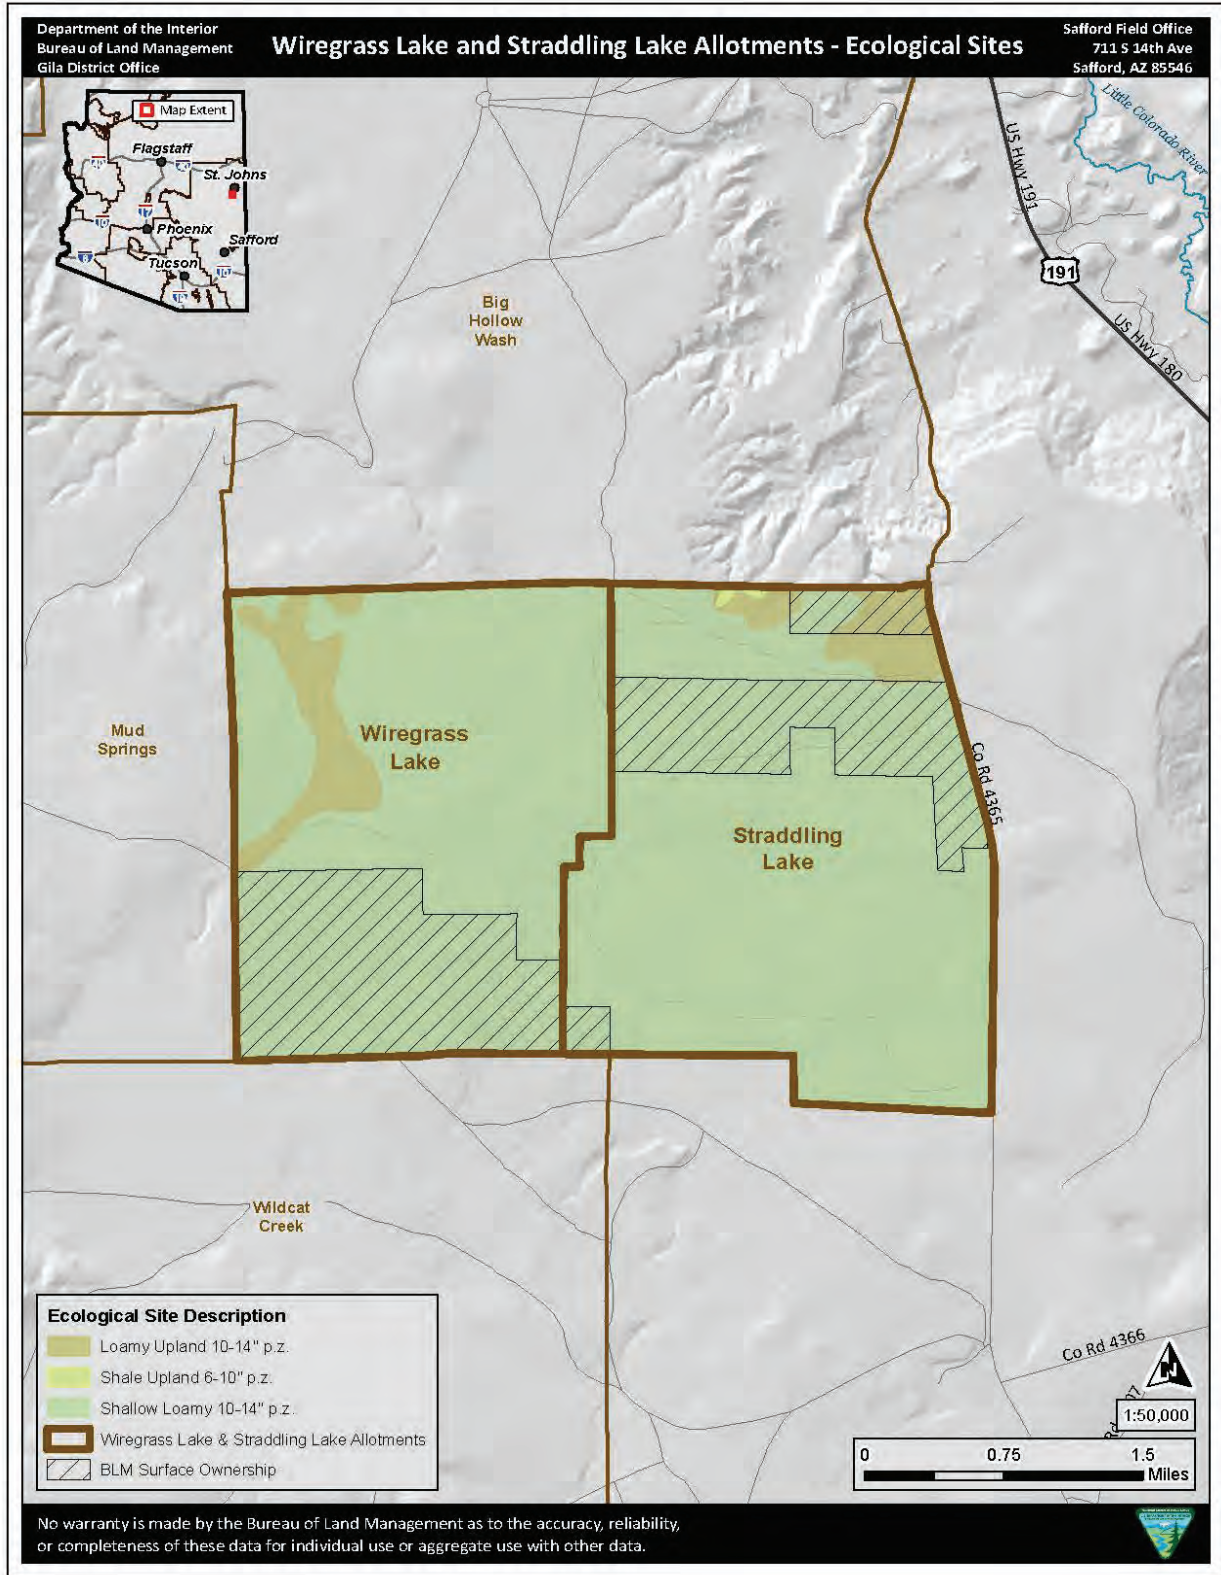 Department of the Interior
Bureau of Land Management
Gila District Office
Wiregrass Lake and Straddling Lake Allotments - Ecological Sites
Safford Field Office
711 S 14th Ave
Safford, AZ 85546
Map Extent
Flagstaff
40
St. Johns
17
10
Phoenix
Safford
8
Tucson
10
19
Little Colorado River
US Hwy 191
191
US Hwy 180
Big
Hollow
Wash
Mud
Springs
Wiregrass
Lake
Co Rd 4365
Straddling
Lake
Wildcat
Creek
Ecological Site Description
Loamy Upland 10-14" p.z.
Shale Upland 6-10" p.z.
Shallow Loamy 10-14" p.z.
Wiregrass Lake & Straddling Lake Allotments
BLM Surface Ownership
Co Rd 4366
N
1:50,000
0 0.75 1.5
Miles
No warranty is made by the Bureau of Land Management as to the accuracy, reliability,
or completeness of these data for individual use or aggregate use with other data.